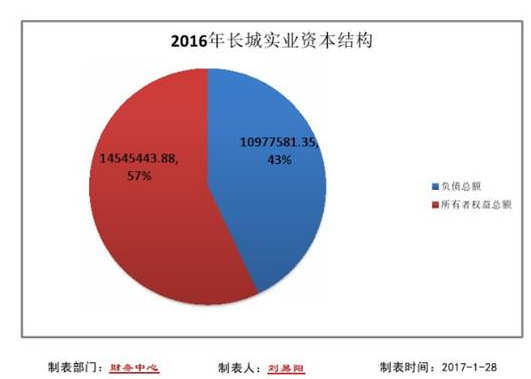 2016年长城实业资本结构
10977581.35,
43%
14545443.88,
57%
负债总额
所有者权益总额
制表部门：财务中心 制表人：刘易阳 制表时间：2017-1-28